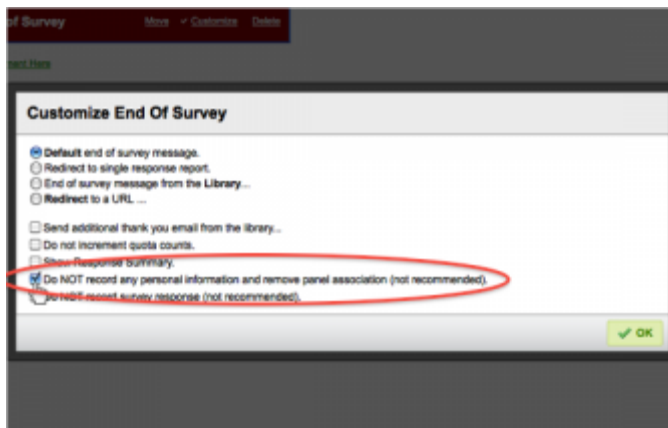 of Survey Move Customize Delete
ment Here
Customize End Of Survey
Default end of survey message.
Redirect to single response report.
End of survey message from the Library...
Redirect to a URL ...
Send additional thank you email from the library...
Do not increment quota counts.
Show Response Summary.
Do NOT record any personal information and remove panel association (not recommended).
Do NOT record survey response (not recommended).
OK